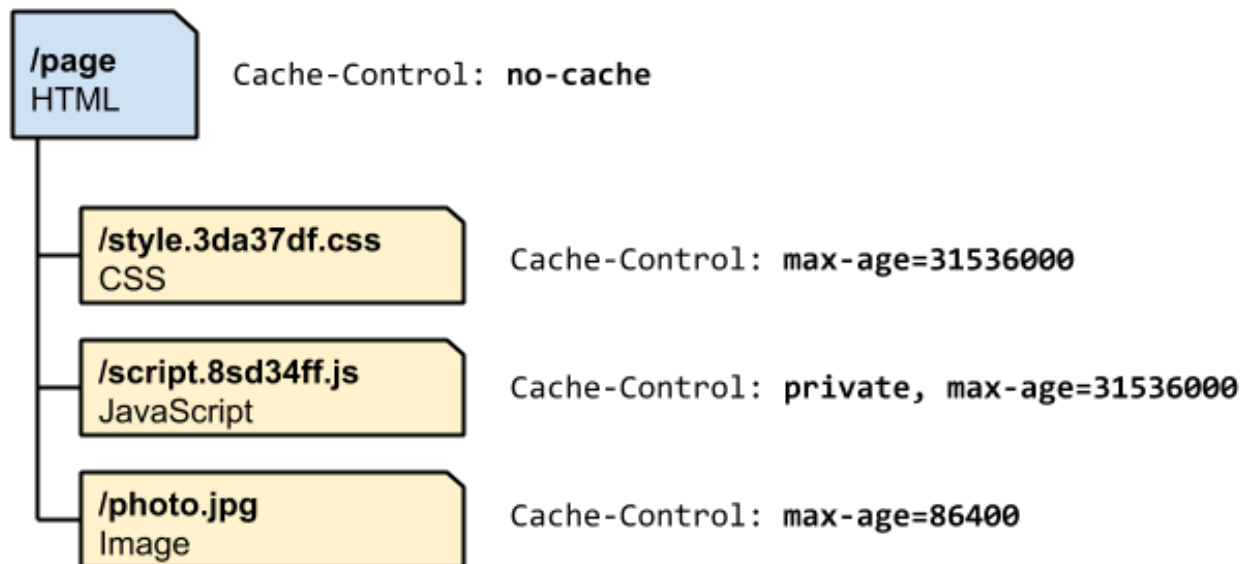 /page
HTML
Cache-Control: no-cache
/style.3da37df.css
CSS
Cache-Control: max-age=31536000
/script.8sd34ff.js
JavaScript
Cache-Control: private, max-age=31536000
/photo.jpg
Image
Cache-Control: max-age=86400